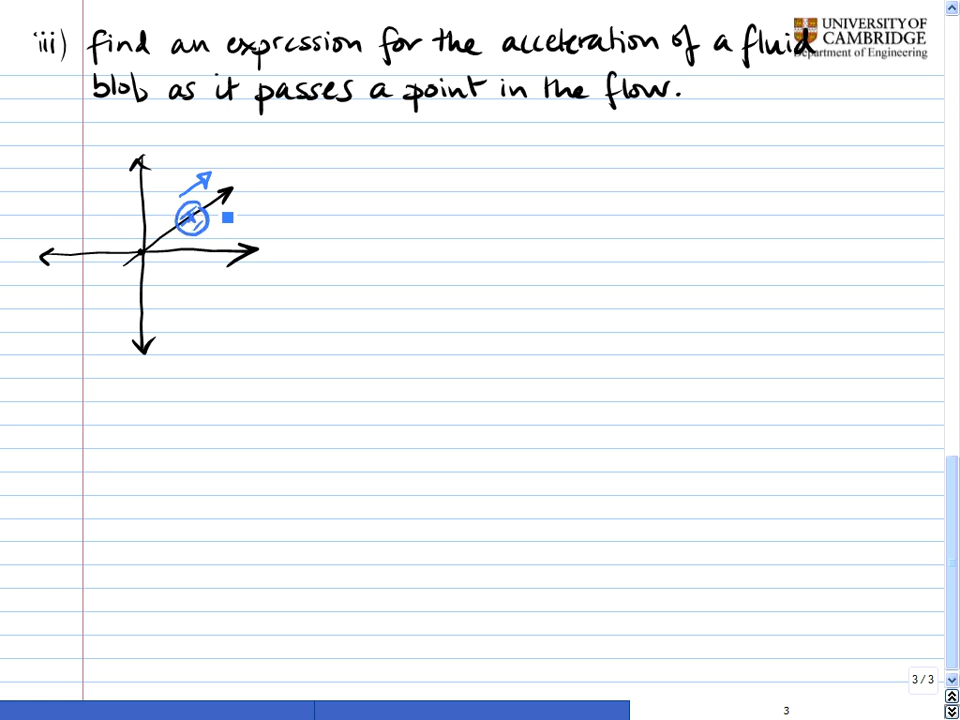 iii) find an expression for the acceleration of a fluid
blob as it passes a point in the flow.
UNIVERSITY OF
CAMBRIDGE
Department of Engineering
3 / 3
3